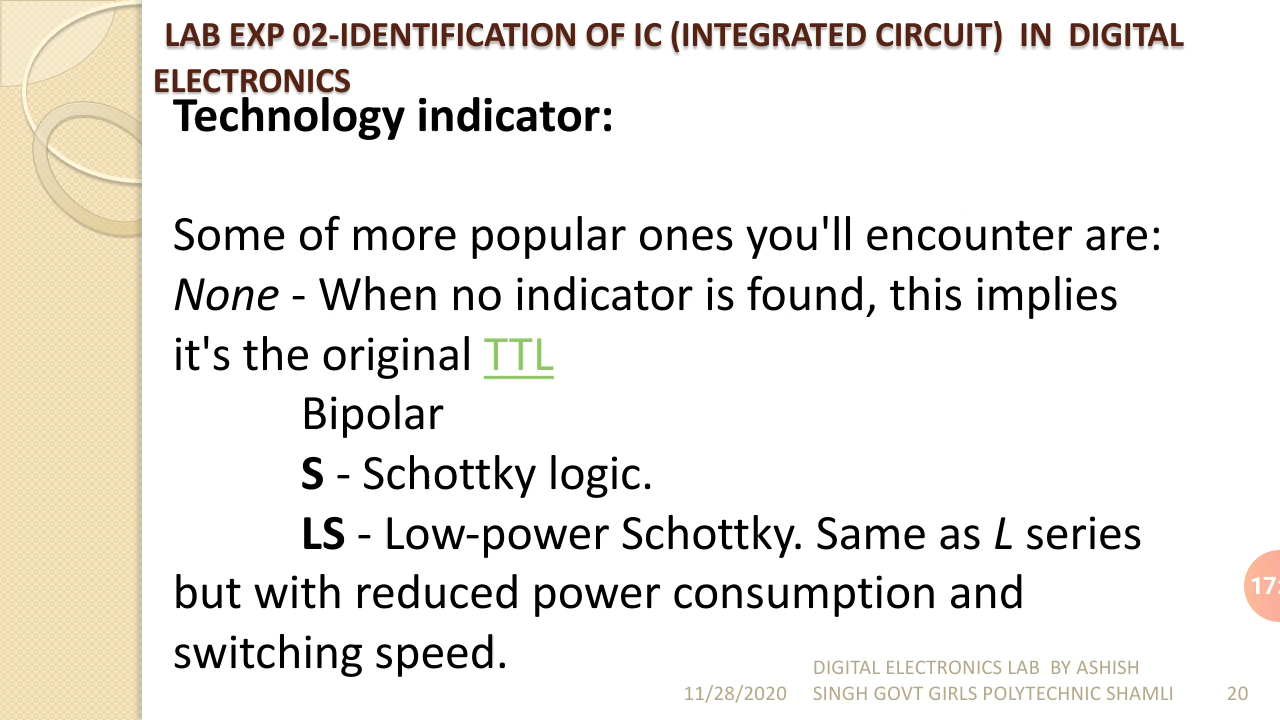 LAB EXP 02-IDENTIFICATION OF IC (INTEGRATED CIRCUIT) IN DIGITAL
ELECTRONICS
Technology indicator:
Some of more popular ones you'll encounter are:
None - When no indicator is found, this implies
it's the original TTL
Bipolar
S - Schottky logic.
LS - Low-power Schottky. Same as L series
but with reduced power consumption and
switching speed.
DIGITAL ELECTRONICS LAB BY ASHISH
11/28/2020 SINGH GOVT GIRLS POLYTECHNIC SHAMLI 20